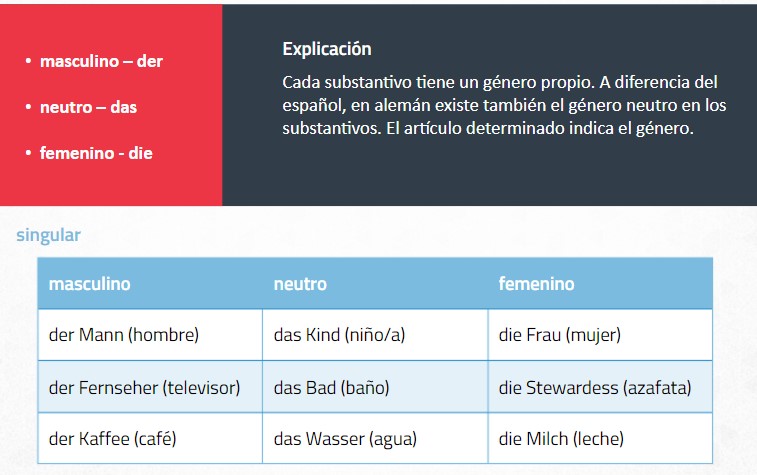 • masculino – der
• neutro – das
• femenino - die
Explicación
Cada substantivo tiene un género propio. A diferencia del
español, en alemán existe también el género neutro en los
substantivos. El artículo determinado indica el género.
singular
masculino neutro femenino
der Mann (hombre) das Kind (niño/a) die Frau (mujer)
der Fernseher (televisor) das Bad (baño) die Stewardess (azafata)
der Kaffee (café) das Wasser (agua) die Milch (leche)